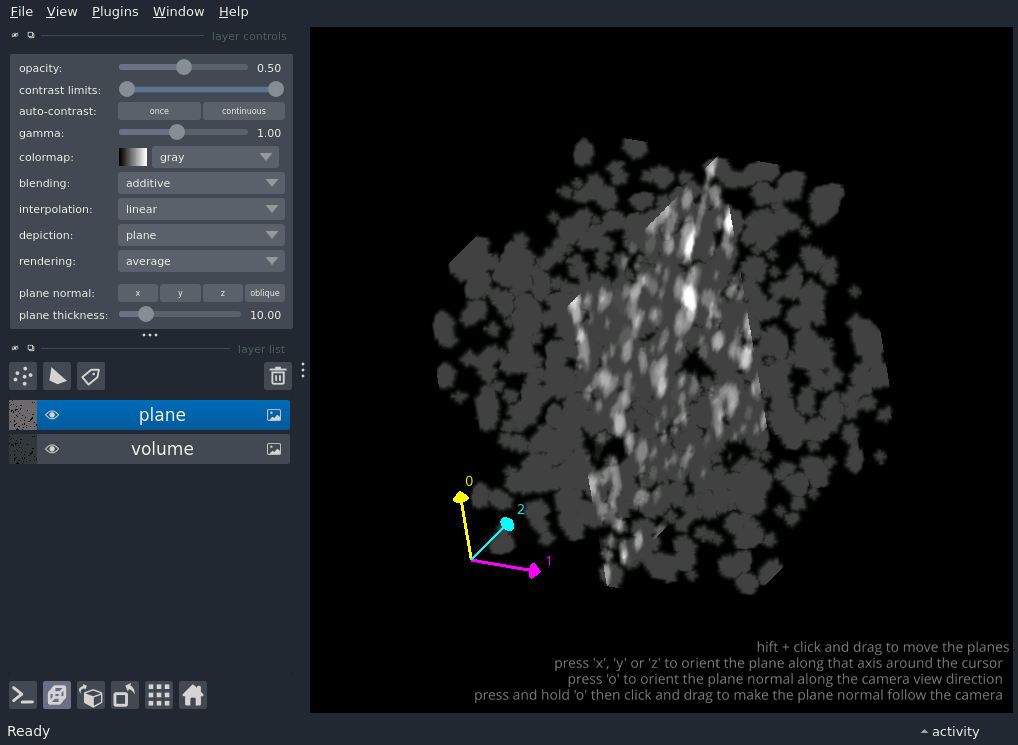 File View Plugins Window Help
layer controls
opacity: 0.50
contrast limits:
auto-contrast: once continuous
gamma: 1.00
colormap: gray
blending: additive
interpolation: linear
depiction: plane
rendering: average
plane normal: x y z oblique
plane thickness: 10.00
layer list
plane
volume
0
2
1
hift + click and drag to move the planes
press 'x', 'y' or 'z' to orient the plane along that axis around the cursor
press 'o' to orient the plane normal along the camera view direction
press and hold 'o' then click and drag to make the plane normal follow the camera
Ready activity